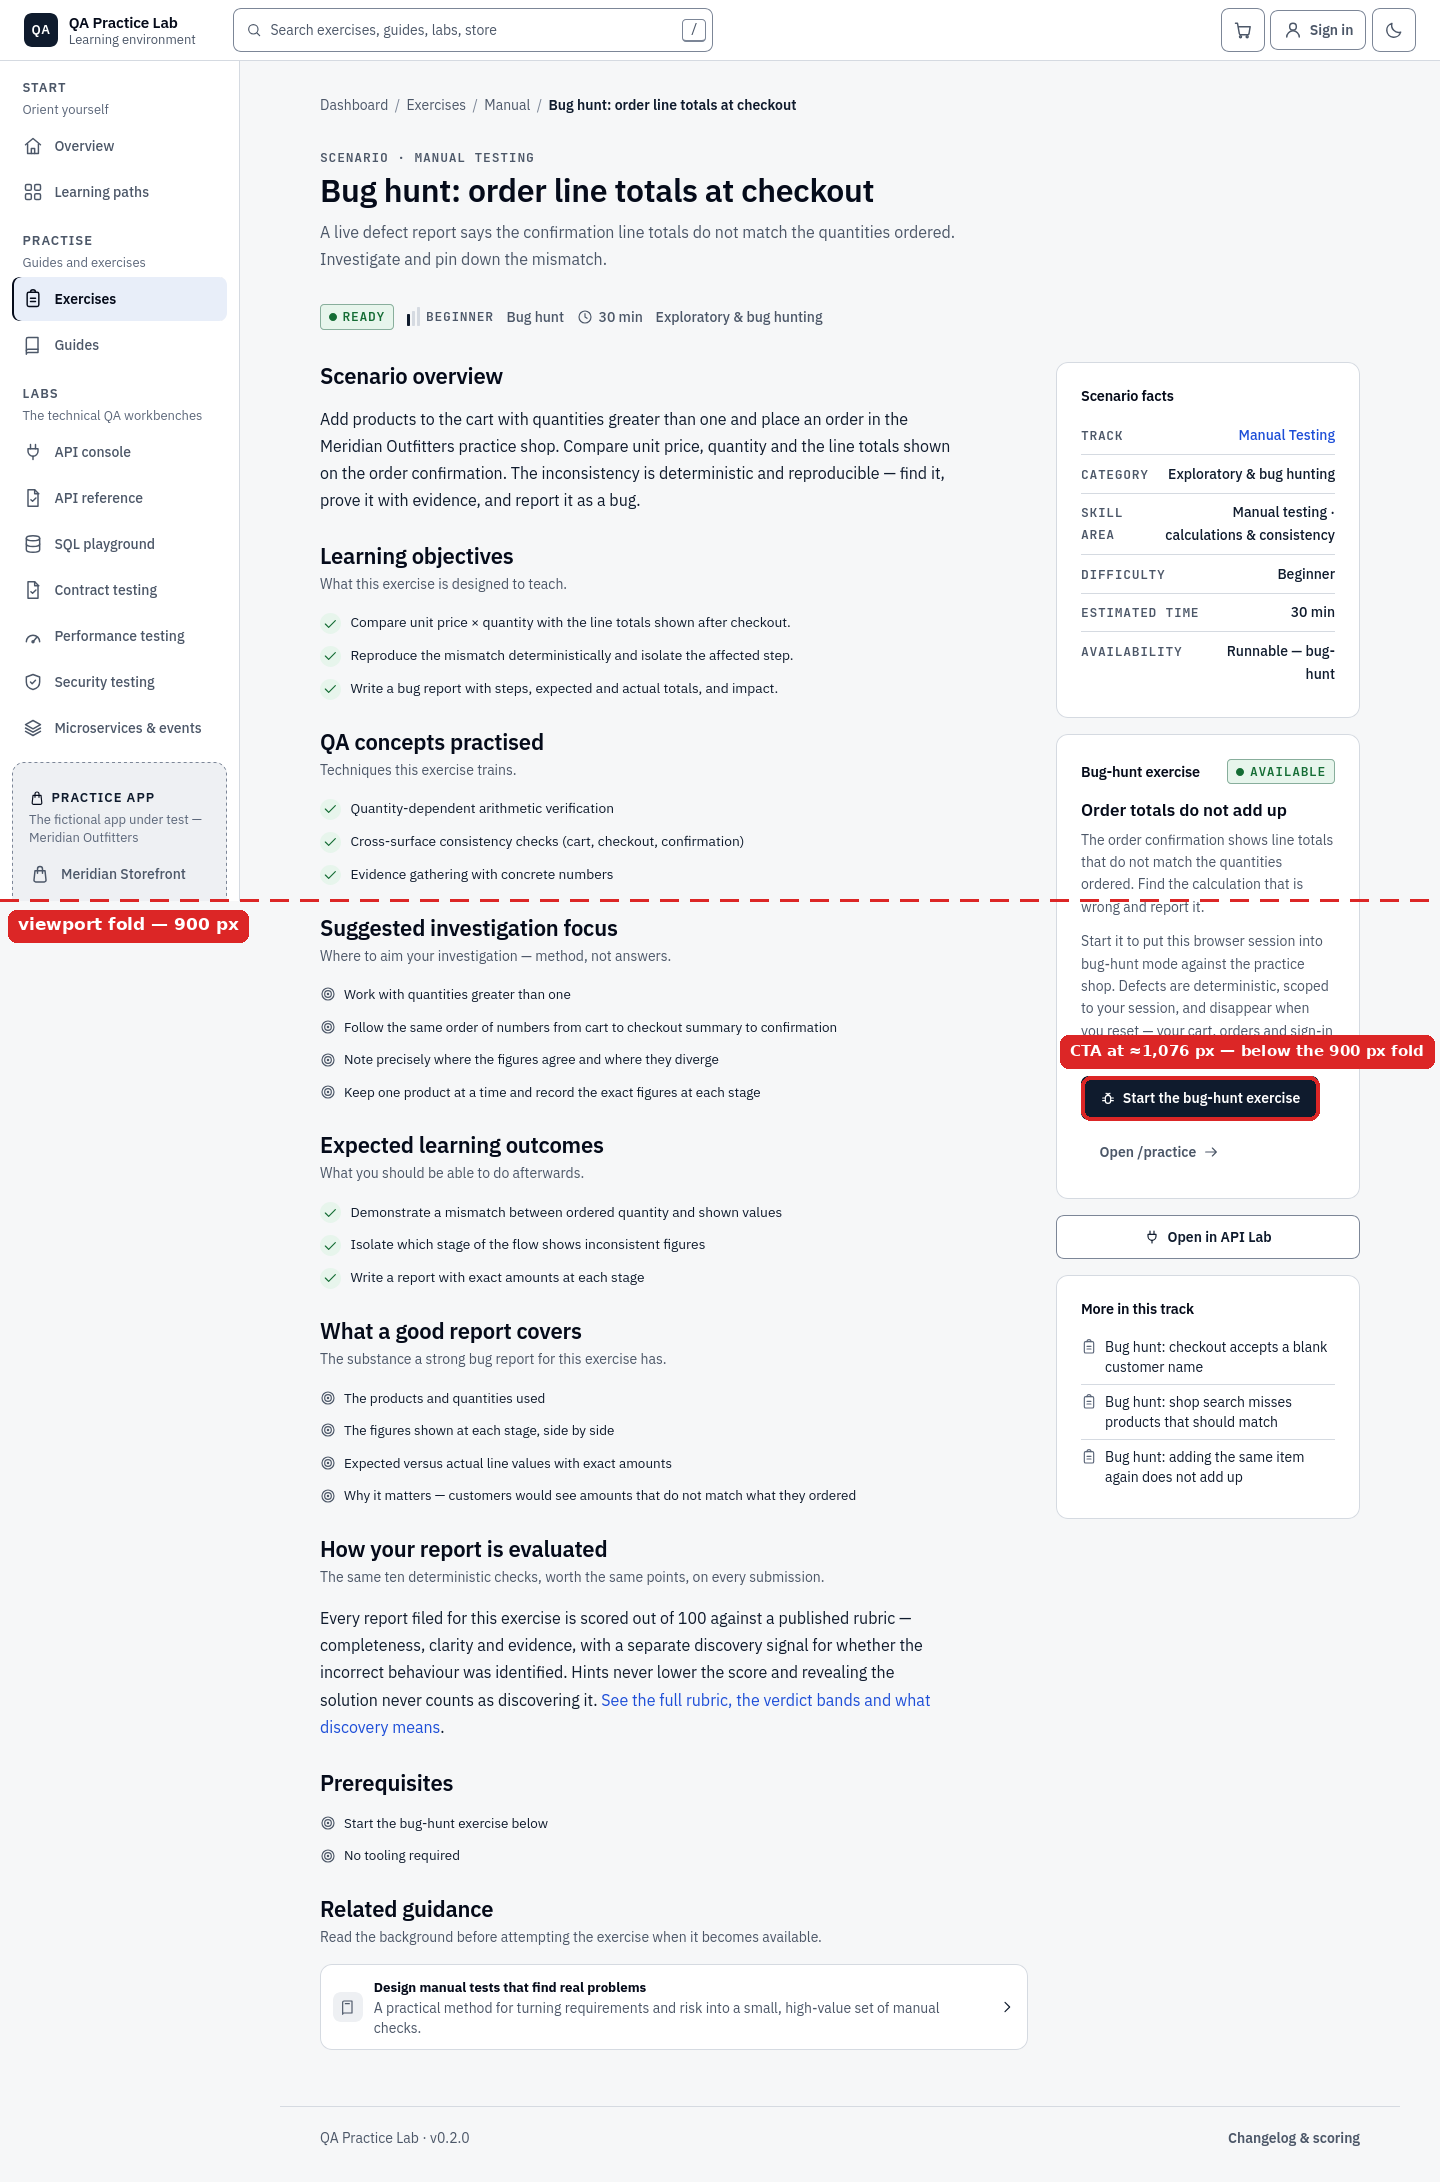 QA
QA Practice Lab
Learning environment
Search exercises, guides, labs, store
/
Sign in
START
Orient yourself
Overview
Learning paths
PRACTISE
Guides and exercises
Exercises
Guides
LABS
The technical QA workbenches
API console
API reference
SQL playground
Contract testing
Performance testing
Security testing
Microservices & events
PRACTICE APP
The fictional app under test —
Meridian Outfitters
Meridian Storefront
viewport fold — 900 px
Dashboard / Exercises / Manual / Bug hunt: order line totals at checkout
SCENARIO · MANUAL TESTING
Bug hunt: order line totals at checkout
A live defect report says the confirmation line totals do not match the quantities ordered.
Investigate and pin down the mismatch.
READY BEGINNER Bug hunt 30 min Exploratory & bug hunting
Scenario overview
Add products to the cart with quantities greater than one and place an order in the
Meridian Outfitters practice shop. Compare unit price, quantity and the line totals shown
on the order confirmation. The inconsistency is deterministic and reproducible — find it,
prove it with evidence, and report it as a bug.
Learning objectives
What this exercise is designed to teach.
Compare unit price × quantity with the line totals shown after checkout.
Reproduce the mismatch deterministically and isolate the affected step.
Write a bug report with steps, expected and actual totals, and impact.
QA concepts practised
Techniques this exercise trains.
Quantity-dependent arithmetic verification
Cross-surface consistency checks (cart, checkout, confirmation)
Evidence gathering with concrete numbers
Suggested investigation focus
Where to aim your investigation — method, not answers.
Work with quantities greater than one
Follow the same order of numbers from cart to checkout summary to confirmation
Note precisely where the figures agree and where they diverge
Keep one product at a time and record the exact figures at each stage
Expected learning outcomes
What you should be able to do afterwards.
Demonstrate a mismatch between ordered quantity and shown values
Isolate which stage of the flow shows inconsistent figures
Write a report with exact amounts at each stage
What a good report covers
The substance a strong bug report for this exercise has.
The products and quantities used
The figures shown at each stage, side by side
Expected versus actual line values with exact amounts
Why it matters — customers would see amounts that do not match what they ordered
How your report is evaluated
The same ten deterministic checks, worth the same points, on every submission.
Every report filed for this exercise is scored out of 100 against a published rubric —
completeness, clarity and evidence, with a separate discovery signal for whether the
incorrect behaviour was identified. Hints never lower the score and revealing the
solution never counts as discovering it. See the full rubric, the verdict bands and what
discovery means.
Prerequisites
Start the bug-hunt exercise below
No tooling required
Related guidance
Read the background before attempting the exercise when it becomes available.
Design manual tests that find real problems
A practical method for turning requirements and risk into a small, high-value set of manual
checks.
Scenario facts
TRACK Manual Testing
CATEGORY Exploratory & bug hunting
SKILL Manual testing ·
AREA calculations & consistency
DIFFICULTY Beginner
ESTIMATED TIME 30 min
AVAILABILITY Runnable — bug-
hunt
Bug-hunt exercise AVAILABLE
Order totals do not add up
The order confirmation shows line totals
that do not match the quantities
ordered. Find the calculation that is
wrong and report it.
Start it to put this browser session into
bug-hunt mode against the practice
shop. Defects are deterministic, scoped
to your session, and disappear when
you reset — your cart, orders and sign-in
CTA at ≈1,076 px — below the 900 px fold
Start the bug-hunt exercise
Open /practice
Open in API Lab
More in this track
Bug hunt: checkout accepts a blank
customer name
Bug hunt: shop search misses
products that should match
Bug hunt: adding the same item
again does not add up
QA Practice Lab · v0.2.0
Changelog & scoring